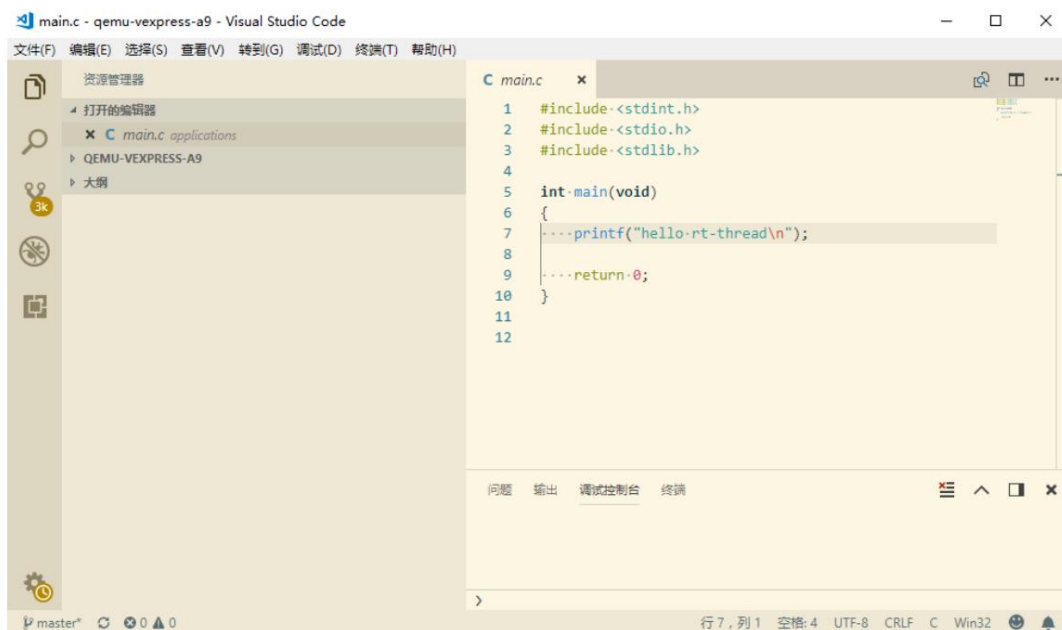 main.c - qemu-vexpress-a9 - Visual Studio Code
文件(F) 编辑(E) 选择(S) 查看(V) 转到(G) 调试(D) 终端(T) 帮助(H)
资源管理器
打开的编辑器
C main.c applications
QEMU-VEXPRESS-A9
大纲
3k
C main.c
1 #include <stdint.h>
2 #include <stdio.h>
3 #include <stdlib.h>
4
5 int main(void)
6 {
7 ····printf("hello·rt-thread\n");
8
9 ····return·0;
10 }
11
12
问题 输出 调试控制台 终端
master* 0 0 行 7，列 1 空格: 4 UTF-8 CRLF C Win32